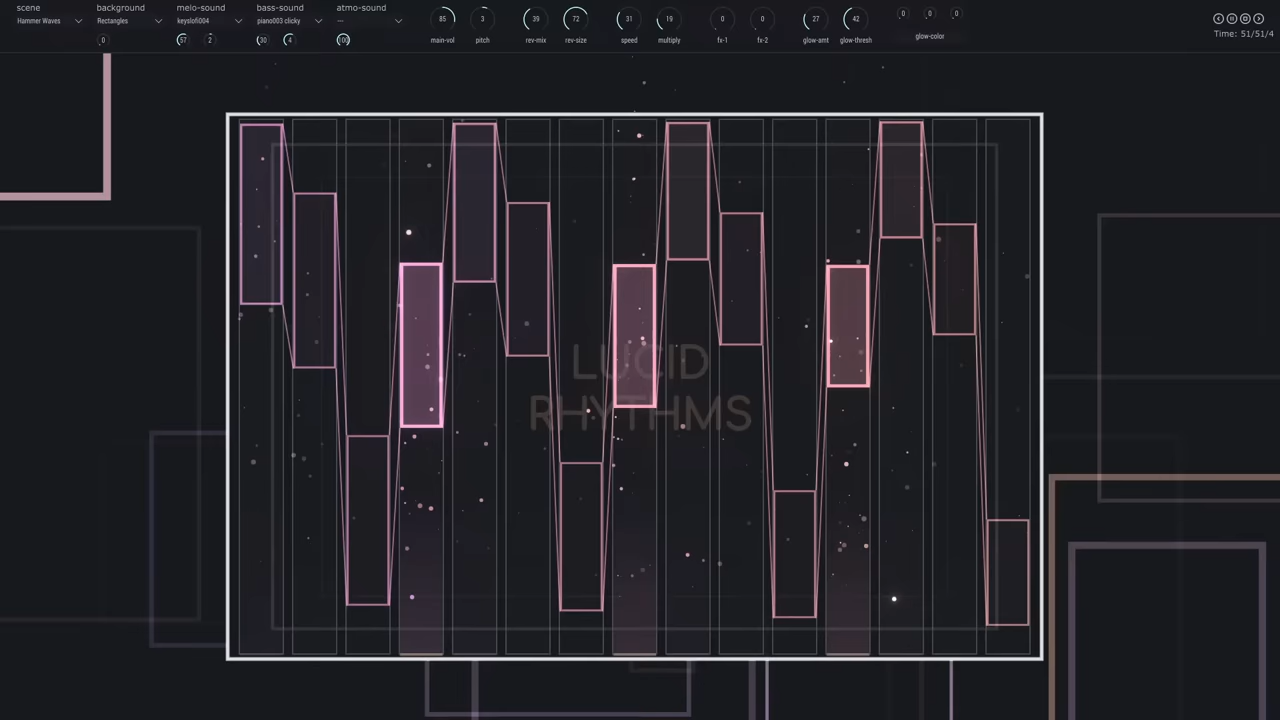 scene
background
melo-sound
bass-sound
atmo-sound
Hammer Waves
Rectangles
keyslofi004
piano003 clicky
---
0
57
2
30
4
100
85
3
39
72
31
19
0
0
27
42
0
0
0
main-vol
pitch
rev-mix
rev-size
speed
multiply
fx-1
fx-2
glow-amt
glow-thresh
glow-color
Time: 51/51/4
LUCID
RHYTHMS